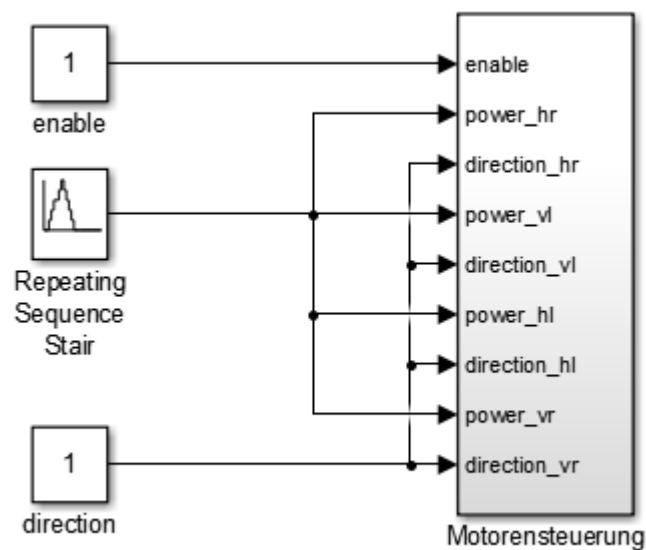 1
enable
Repeating
Sequence
Stair
1
direction
enable
power_hr
direction_hr
power_vl
direction_vl
power_hl
direction_hl
power_vr
direction_vr
Motorensteuerung